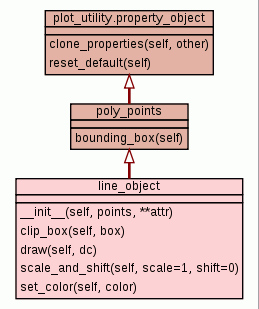 plot_utility.property_object
clone_properties(self, other)
reset_default(self)
poly_points
bounding_box(self)
line_object
__init__(self, points, **attr)
clip_box(self, box)
draw(self, dc)
scale_and_shift(self, scale=1, shift=0)
set_color(self, color)